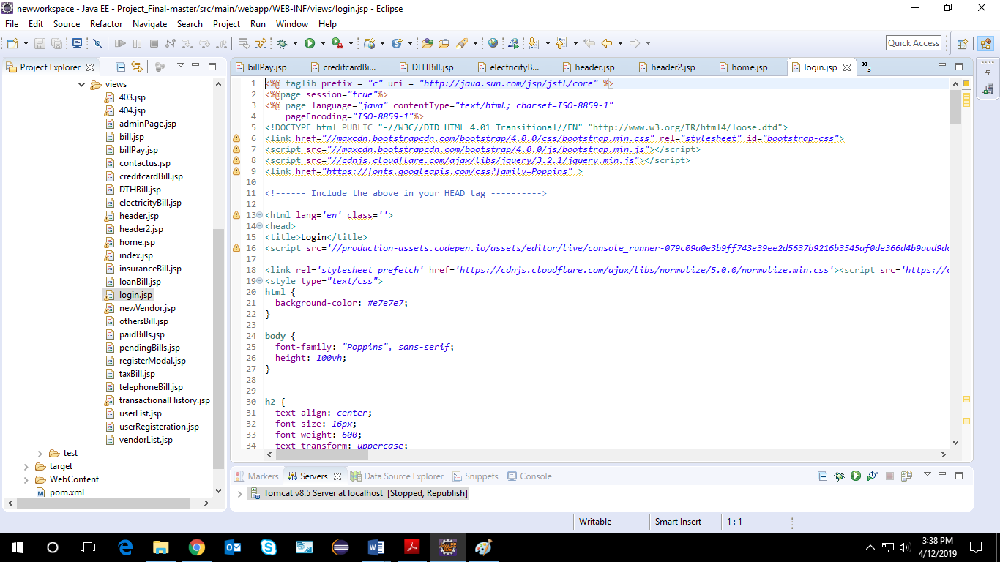 newworkspace - Java EE - Project_Final-master/src/main/webapp/WEB-INF/views/login.jsp - Eclipse
File Edit Source Refactor Navigate Search Project Run Window Help
Quick Access
Project Explorer
views
403.jsp
404.jsp
adminPage.jsp
bill.jsp
billPay.jsp
contactus.jsp
creditcardBill.jsp
DTHBill.jsp
electricityBill.jsp
header.jsp
header2.jsp
home.jsp
index.jsp
insuranceBill.jsp
loanBill.jsp
login.jsp
newVendor.jsp
othersBill.jsp
paidBills.jsp
pendingBills.jsp
registerModal.jsp
taxBill.jsp
telephoneBill.jsp
transactionalHistory.jsp
userList.jsp
userRegisteration.jsp
vendorList.jsp
test
target
WebContent
pom.xml
billPay.jsp creditcardBi... DTHBill.jsp electricityB... header.jsp header2.jsp home.jsp login.jsp »3
1 <%@ taglib prefix = "c" uri = "http://java.sun.com/jsp/jstl/core" %>
2 <%@page session="true"%>
3 <%@ page language="java" contentType="text/html; charset=ISO-8859-1"
4 pageEncoding="ISO-8859-1"%>
5 <!DOCTYPE html PUBLIC "-//W3C//DTD HTML 4.01 Transitional//EN" "http://www.w3.org/TR/html4/loose.dtd">
6 <link href="//maxcdn.bootstrapcdn.com/bootstrap/4.0.0/css/bootstrap.min.css" rel="stylesheet" id="bootstrap-css">
7 <script src="//maxcdn.bootstrapcdn.com/bootstrap/4.0.0/js/bootstrap.min.js"></script>
8 <script src="//cdnjs.cloudflare.com/ajax/libs/jquery/3.2.1/jquery.min.js"></script>
9 <link href="https://fonts.googleapis.com/css?family=Poppins" >
10
11 <!------ Include the above in your HEAD tag ---------->
12
13 <html lang='en' class=''>
14 <head>
15 <title>Login</title>
16 <script src='//production-assets.codepen.io/assets/editor/live/console_runner-079c09a0e3b9ff743e39ee2d5637b9216b3545af0de366d4b9aad9dc
17
18 <link rel='stylesheet prefetch' href='https://cdnjs.cloudflare.com/ajax/libs/normalize/5.0.0/normalize.min.css'><script src='https://c
19 <style type="text/css">
20 html {
21 background-color: #e7e7e7;
22 }
23
24 body {
25 font-family: "Poppins", sans-serif;
26 height: 100vh;
27 }
28
29
30 h2 {
31 text-align: center;
32 font-size: 16px;
33 font-weight: 600;
34 text-transform: uppercase;
Markers Servers Data Source Explorer Snippets Console
Tomcat v8.5 Server at localhost [Stopped, Republish]
Writable Smart Insert 1 : 1
3:38 PM
4/12/2019